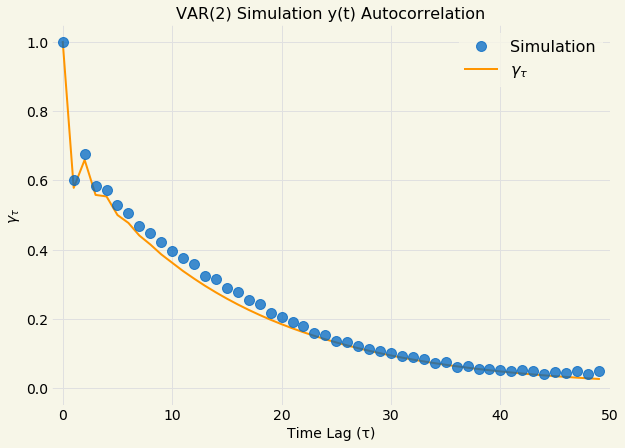 VAR(2) Simulation y(t) Autocorrelation
Simulation
γτ
γτ
1.0
0.8
0.6
0.4
0.2
0.0
0
10
20
30
40
50
Time Lag (τ)